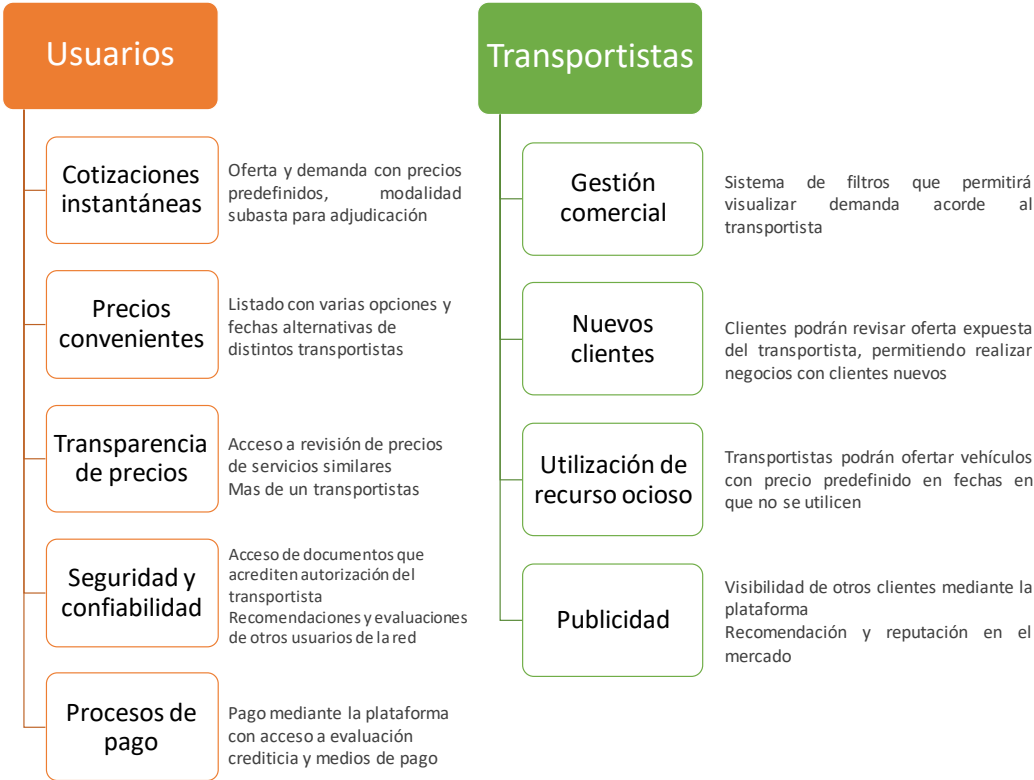 Usuarios
Cotizaciones
instantáneas
Oferta y demanda con precios
predefinidos, modalidad
subasta para adjudicación
Precios
convenientes
Listado con varias opciones y
fechas alternativas de
distintos transportistas
Transparencia
de precios
Acceso a revisión de precios
de servicios similares
Mas de un transportistas
Seguridad y
confiabilidad
Acceso de documentos que
acrediten autorización del
transportista
Recomendaciones y evaluaciones
de otros usuarios de la red
Procesos de
pago
Pago mediante la plataforma
con acceso a evaluación
crediticia y medios de pago
Transportistas
Gestión
comercial
Sistema de filtros que permitirá
visualizar demanda acorde al
transportista
Nuevos
clientes
Clientes podrán revisar oferta expuesta
del transportista, permitiendo realizar
negocios con clientes nuevos
Utilización de
recurso ocioso
Transportistas podrán ofertar vehículos
con precio predefinido en fechas en
que no se utilicen
Publicidad
Visibilidad de otros clientes mediante la
plataforma
Recomendación y reputación en el
mercado